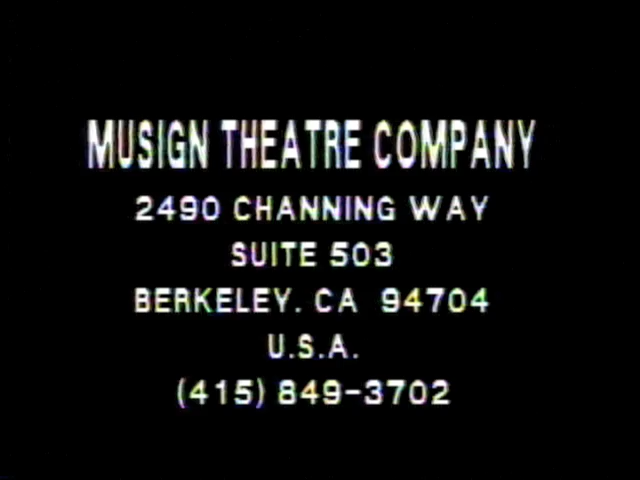 MUSIGN THEATRE COMPANY
2490 CHANNING WAY
SUITE 503
BERKELEY. CA 94704
U.S.A.
(415) 849-3702